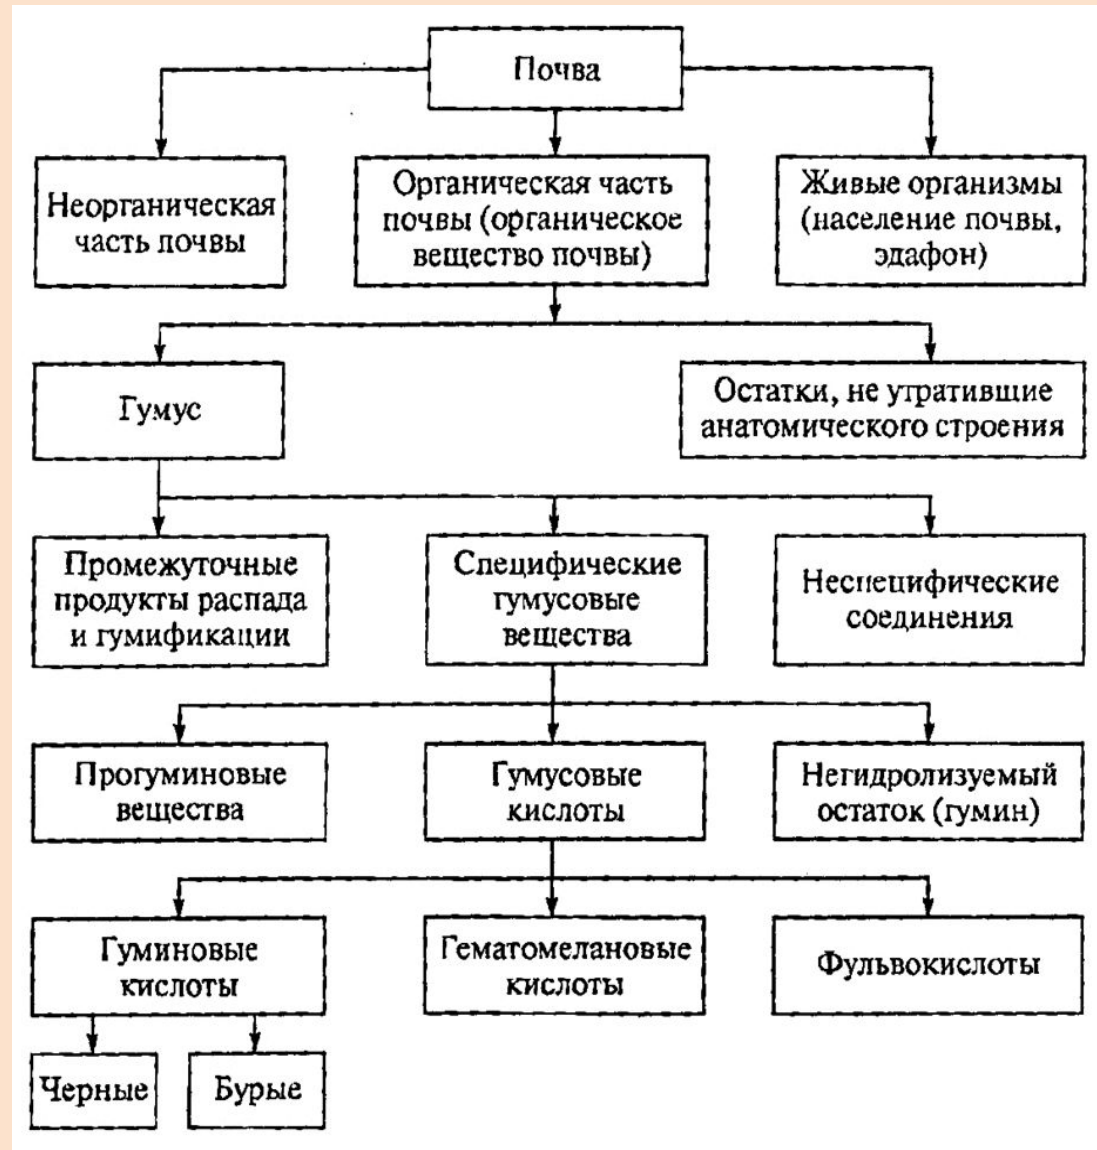 Почва
Неорганическая
часть почвы
Органическая часть
почвы (органическое
вещество почвы)
Живые организмы
(население почвы,
эдафон)
Гумус
Остатки, не утратившие
анатомического строения
Промежуточные
продукты распада
и гумификации
Специфические
гумусовые
вещества
Неспецифические
соединения
Прогуминовые
вещества
Гумусовые
кислоты
Негидролизуемый
остаток (гумин)
Гуминовые
кислоты
Гематомелановые
кислоты
Фульвокислоты
Черные
Бурые